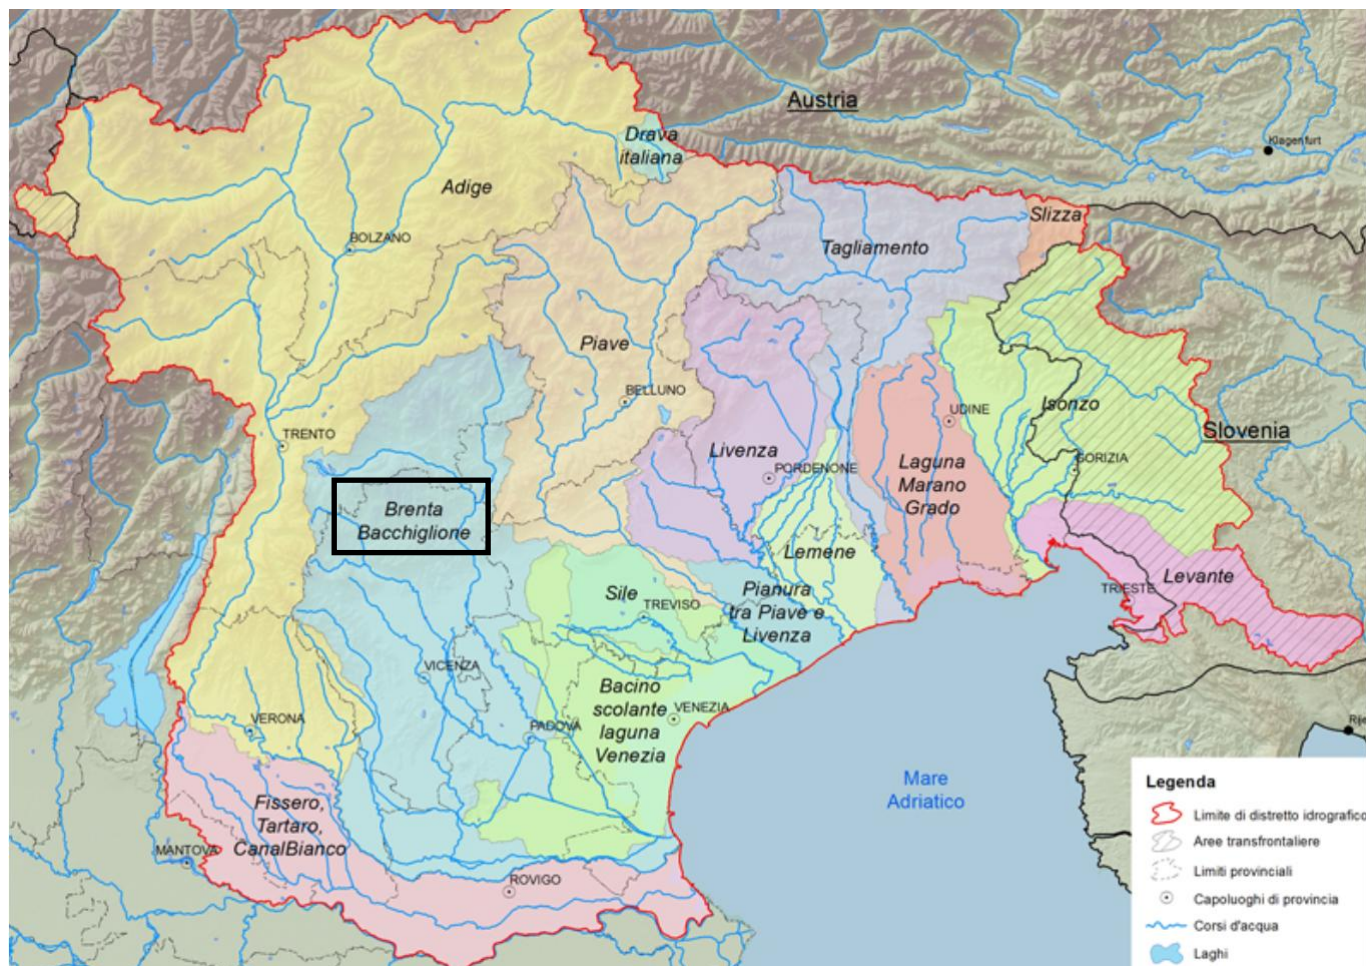 Austria
Klagenfurt
Drava
italiana
Adige
Slizza
BOLZANO
Tagliamento
Piave
BELLUNO
Isonzo
UDINE
Slovenia
TRENTO
Livenza
PORDENONE
GORIZIA
Laguna
Marano
Grado
Brenta
Bacchiglione
Lemene
Levante
TRIESTE
Sile
TREVISO
Pianura
tra Piave e
Livenza
VICENZA
Bacino
scolante
laguna
Venezia
VENEZIA
VERONA
PADOVA
Rije
Mare
Adriatico
Fissero,
Tartaro,
CanalBianco
MANTOVA
ROVIGO
Legenda
Limite di distretto idrografico
Aree transfrontaliere
Limiti provinciali
Capoluoghi di provincia
Corsi d'acqua
Laghi